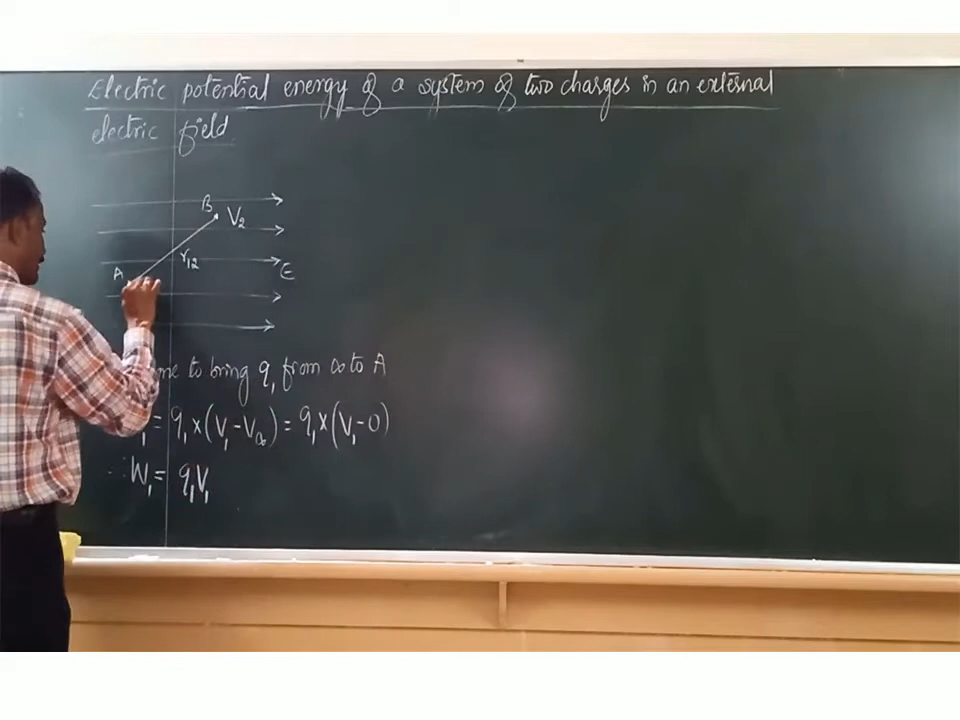 Electric potential energy of a system of two charges in an external
electric field
B
V₂
r₁₂
A
E
to bring q₁ from ∞ to A
= q₁ × (V₁ - V∞) = q₁ × (V₁ - 0)
∴ W₁ = q₁V₁